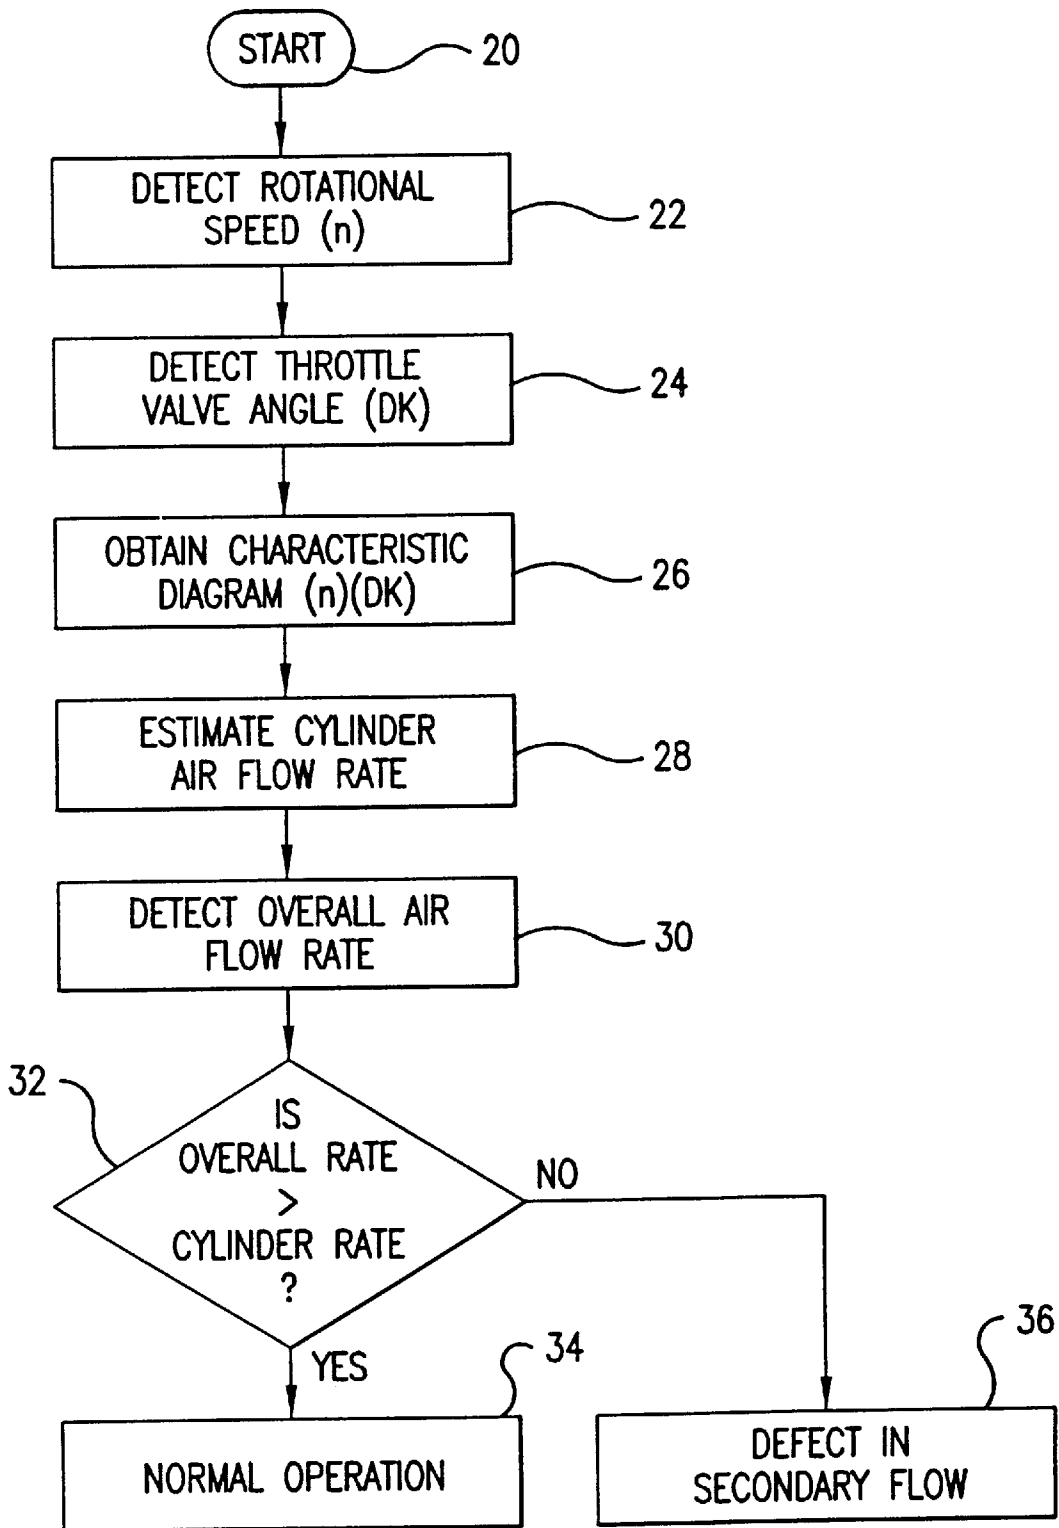 START
20
DETECT ROTATIONAL
SPEED (n)
22
DETECT THROTTLE
VALVE ANGLE (DK)
24
OBTAIN CHARACTERISTIC
DIAGRAM (n)(DK)
26
ESTIMATE CYLINDER
AIR FLOW RATE
28
DETECT OVERALL AIR
FLOW RATE
30
32
IS
OVERALL RATE
>
CYLINDER RATE
?
NO
YES
34
NORMAL OPERATION
36
DEFECT IN
SECONDARY FLOW